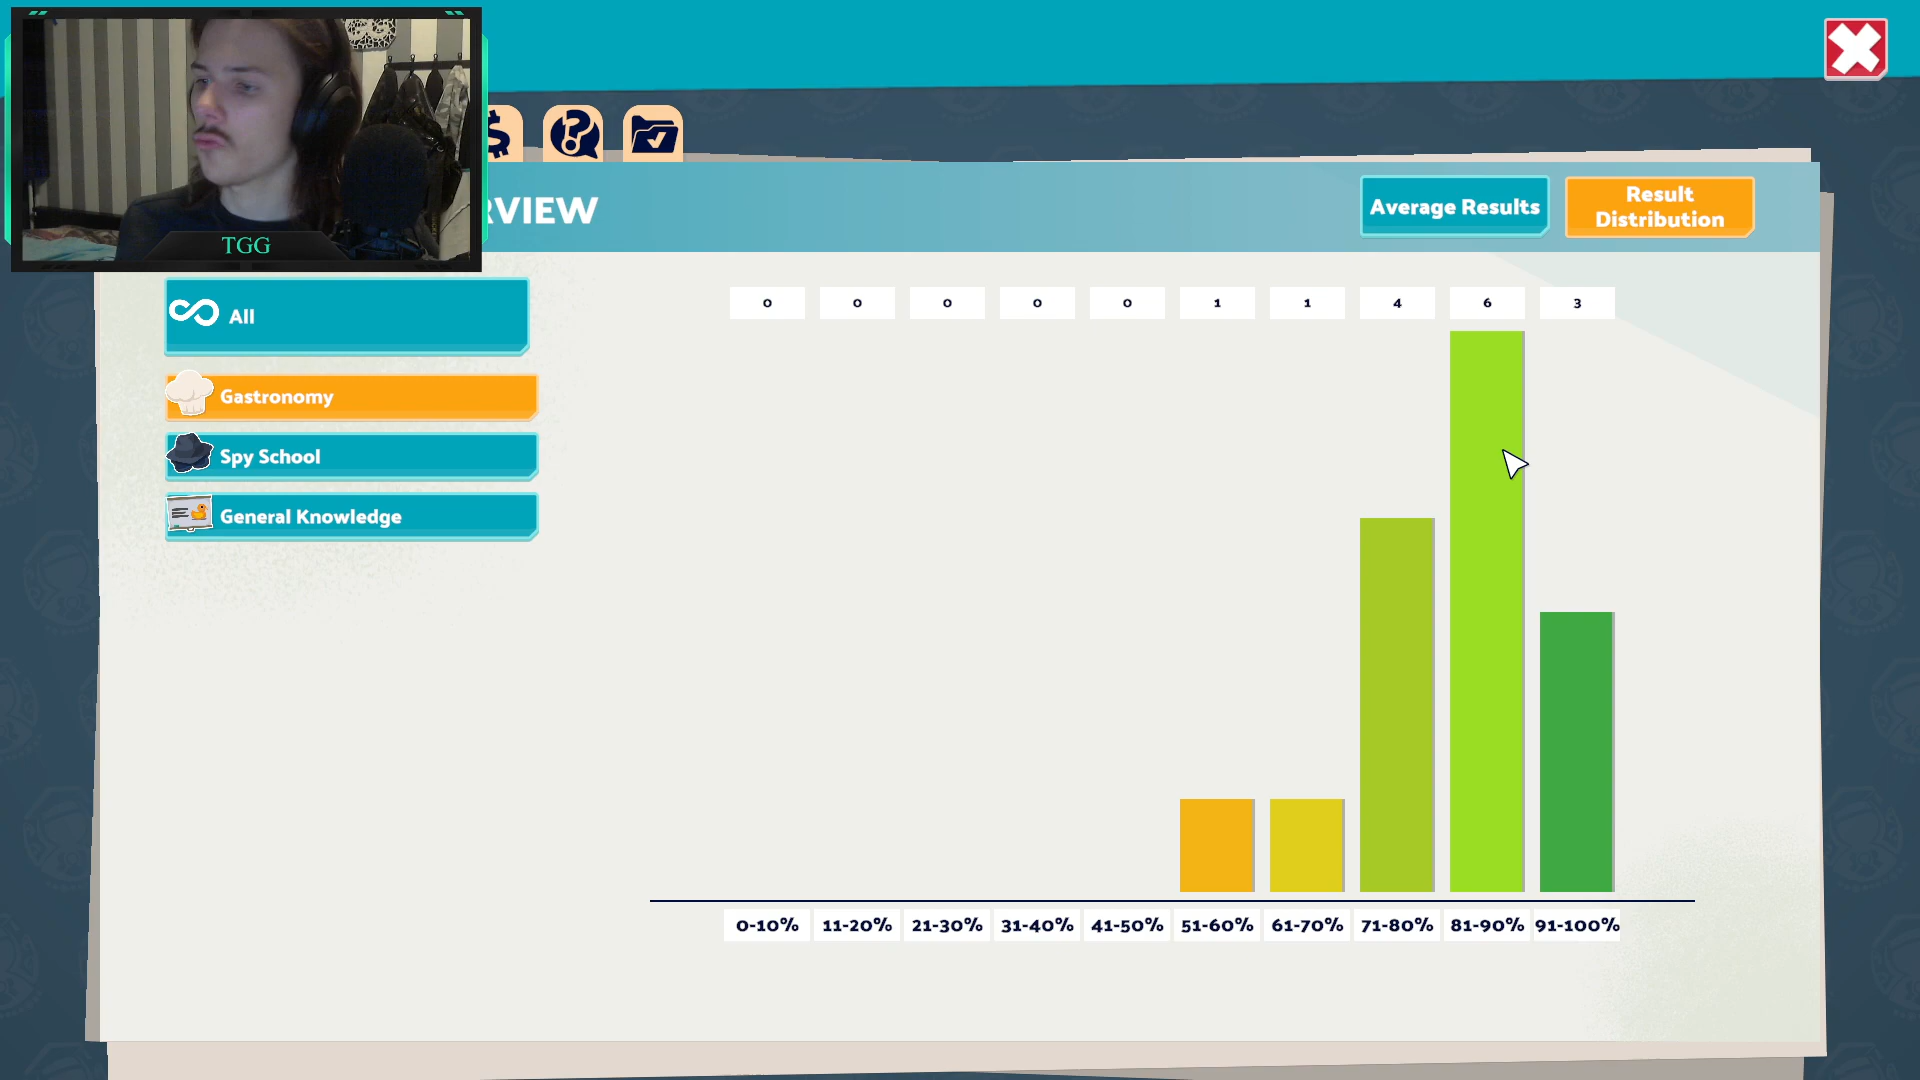 TGG
RVIEW
Average Results
Result
Distribution
All
Gastronomy
Spy School
General Knowledge
0 0 0 0 0 1 1 4 6 3
0-10% 11-20% 21-30% 31-40% 41-50% 51-60% 61-70% 71-80% 81-90% 91-100%